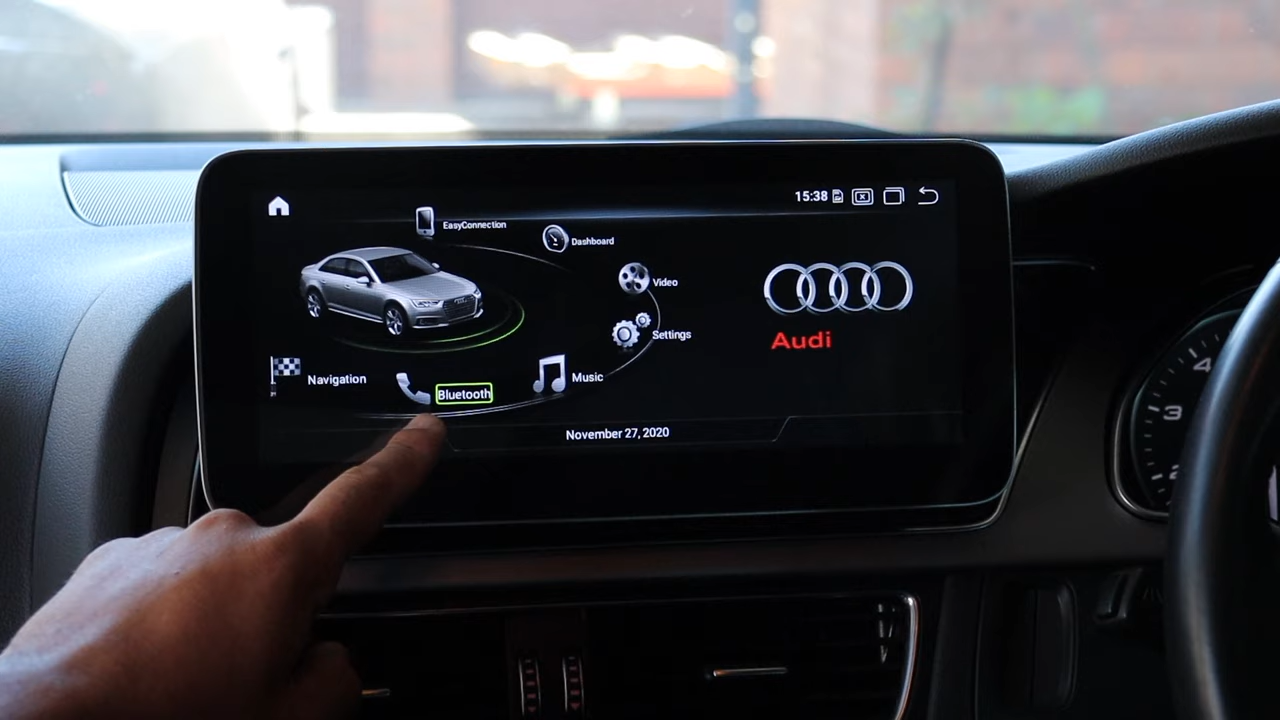 15:38
EasyConnection
Dashboard
Video
Settings
Audi
Navigation
Bluetooth
Music
November 27, 2020
4
3